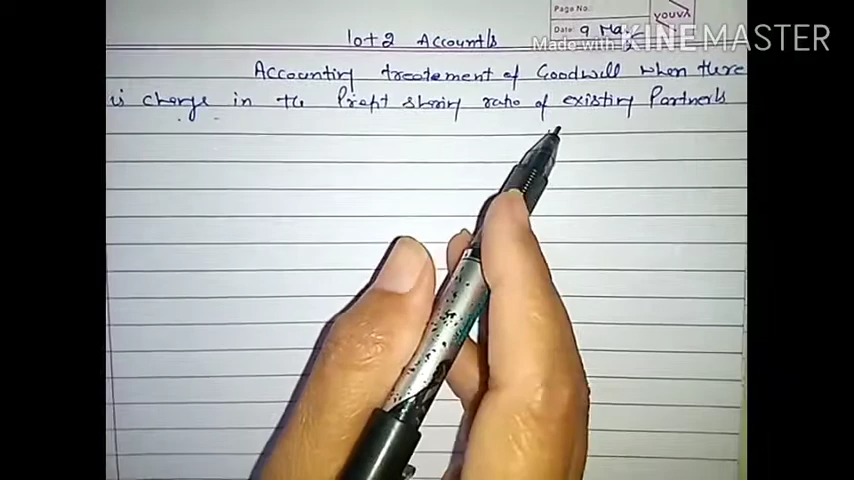 Page No.
Date: 9 Ma
youvA
Made with KINEMASTER
10+2 Accounts
Accounting treatement of Goodwill when there
is change in the Profit sharing ratio of existing Partners